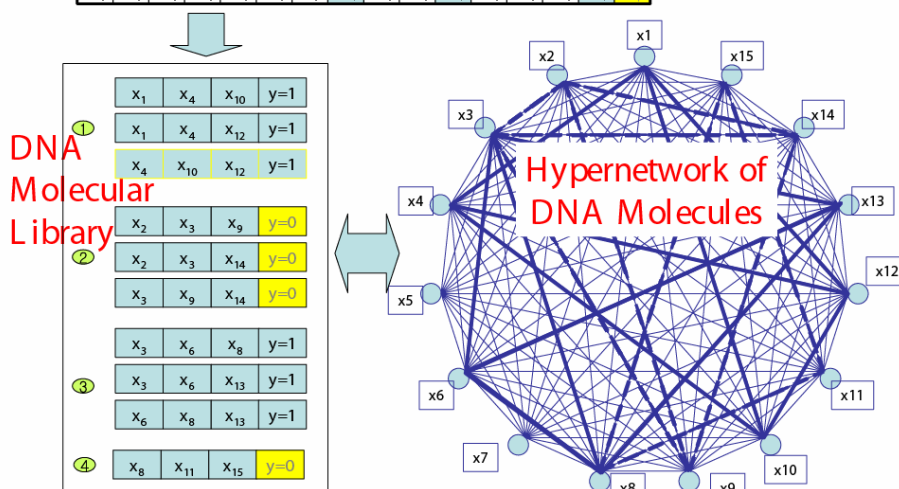 ①
x1 x4 x10 y=1
x1 x4 x12 y=1
x4 x10 x12 y=1
DNA
Molecular
Library
②
x2 x3 x9 y=0
x2 x3 x14 y=0
x3 x9 x14 y=0
③
x3 x6 x8 y=1
x3 x6 x13 y=1
x6 x8 x13 y=1
④
x8 x11 x15 y=0
x1
x2
x15
x3
x14
Hypernetwork of
DNA Molecules
x4
x13
x12
x5
x6
x11
x7
x10
x8
x9